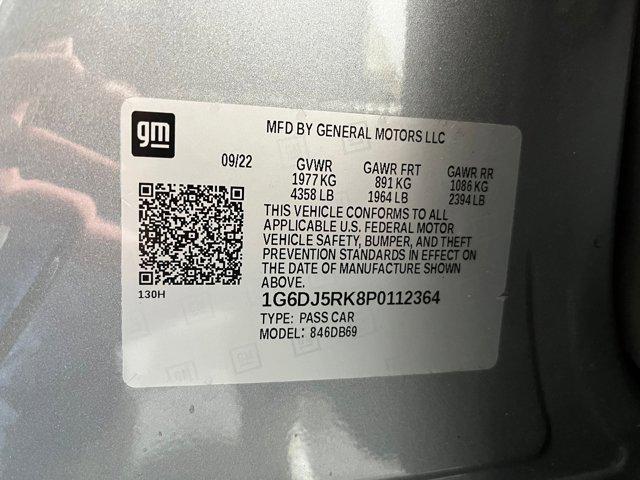 gm
MFD BY GENERAL MOTORS LLC
09/22 GVWR GAWR FRT GAWR RR
1977 KG 891 KG 1086 KG
4358 LB 1964 LB 2394 LB
THIS VEHICLE CONFORMS TO ALL
APPLICABLE U.S. FEDERAL MOTOR
VEHICLE SAFETY, BUMPER, AND THEFT
PREVENTION STANDARDS IN EFFECT ON
THE DATE OF MANUFACTURE SHOWN
ABOVE.
130H
1G6DJ5RK8P0112364
TYPE: PASS CAR
MODEL: 846DB69